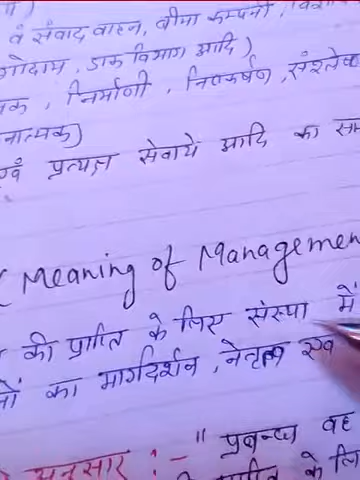 व संवाद वाहन, बीमा कम्पनी,
गोदाम, डाक विभाग आदि)
क, निर्माणी, निष्कर्षण, संश्लेष
नात्मक)
एवं प्रत्यक्ष सेवाये आदि का सम
(Meaning of Managemen
की प्राप्ति के लिए संस्था में
का मार्गदर्शन, नेतृत्व एवं
अनुसार :- " प्रबन्ध वह
के लि